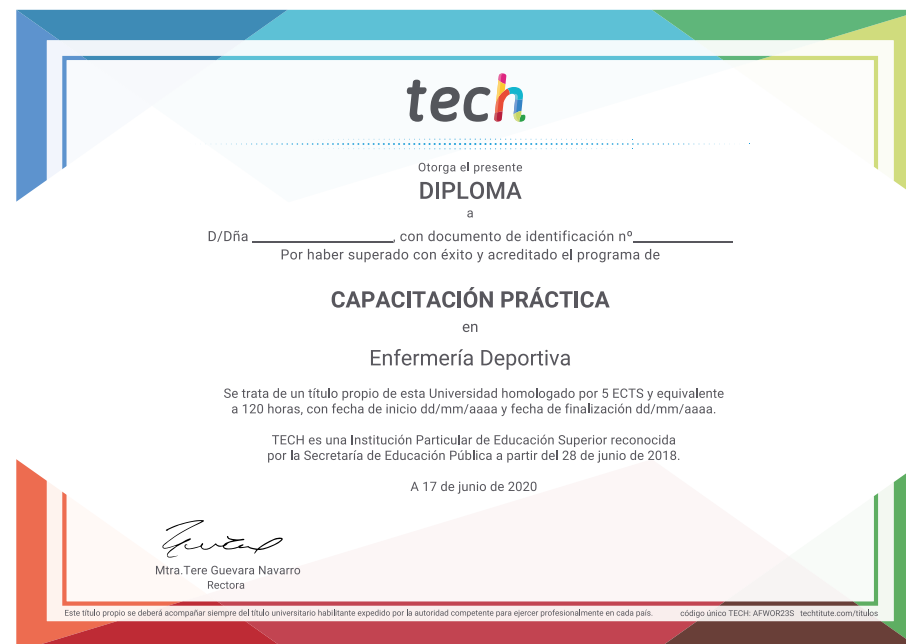 tech
Otorga el presente
DIPLOMA
a
D/Dña ______________, con documento de identificación nº__________
Por haber superado con éxito y acreditado el programa de
CAPACITACIÓN PRÁCTICA
en
Enfermería Deportiva
Se trata de un título propio de esta Universidad homologado por 5 ECTS y equivalente
a 120 horas, con fecha de inicio dd/mm/aaaa y fecha de finalización dd/mm/aaaa.
TECH es una Institución Particular de Educación Superior reconocida
por la Secretaría de Educación Pública a partir del 28 de junio de 2018.
A 17 de junio de 2020
Mtra.Tere Guevara Navarro
Rectora
Este título propio se deberá acompañar siempre del título universitario habilitante expedido por la autoridad competente para ejercer profesionalmente en cada país. código único TECH: AFWOR23S techtitute.com/titulos